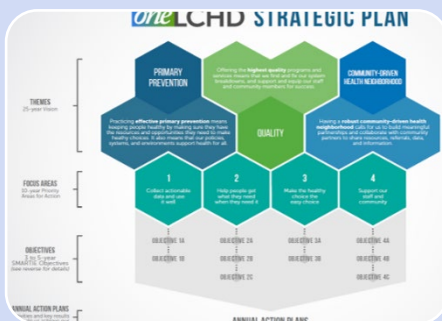 one LCHD STRATEGIC PLAN
THEMES
25-year Vision
PRIMARY
PREVENTION
Offering the highest quality programs and
services means that we find and fix our system
breakdowns, and support and equip our staff
and community members for success.
COMMUNITY-DRIVEN
HEALTH NEIGHBORHOOD
Practicing effective primary prevention means
keeping people healthy by making sure they have
the resources and opportunities they need to make
healthy choices. It also means that our policies,
systems, and environments support health for all.
QUALITY
Having a robust community-driven health
neighborhood calls for us to build meaningful
partnerships and collaborate with community
partners to share resources, referrals, data,
and information.
FOCUS AREAS
10-year Priority
Areas for Action
1
Collect actionable
data and use
it well
2
Help people get
what they need
when they need it
3
Make the healthy
choice the
easy choice
4
Support our
staff and
community
OBJECTIVES
3 to 5-year
SMARTIE Objectives
(see reverse for details)
OBJECTIVE 1A
OBJECTIVE 2A
OBJECTIVE 3A
OBJECTIVE 4A
OBJECTIVE 1B
OBJECTIVE 2B
OBJECTIVE 3B
OBJECTIVE 4B
OBJECTIVE 2C
OBJECTIVE 4C
ANNUAL ACTION PLANS
and key results
ANNUAL ACTION PLANS